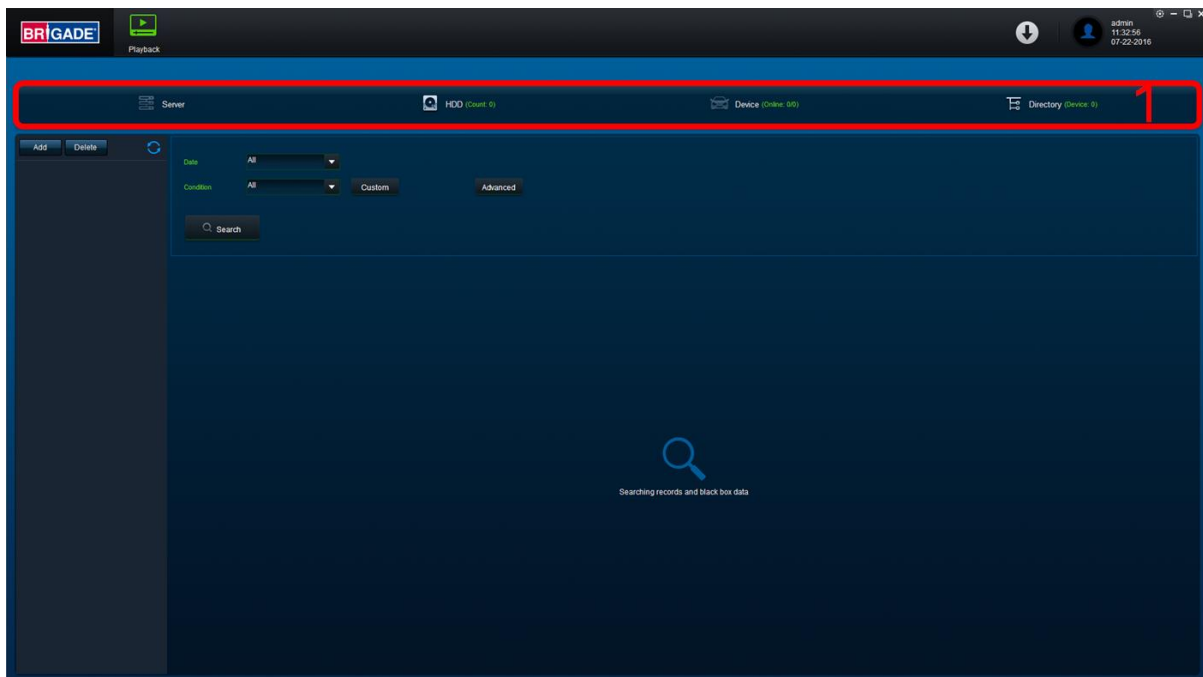 BRIGADE
Playback
admin
11:32:56
07-22-2016
Server
HDD (Count: 0)
Device (Online: 0/0)
Directory (Device: 0)
1
Add
Delete
Date
All
Condition
All
Custom
Advanced
Search
Searching records and black box data